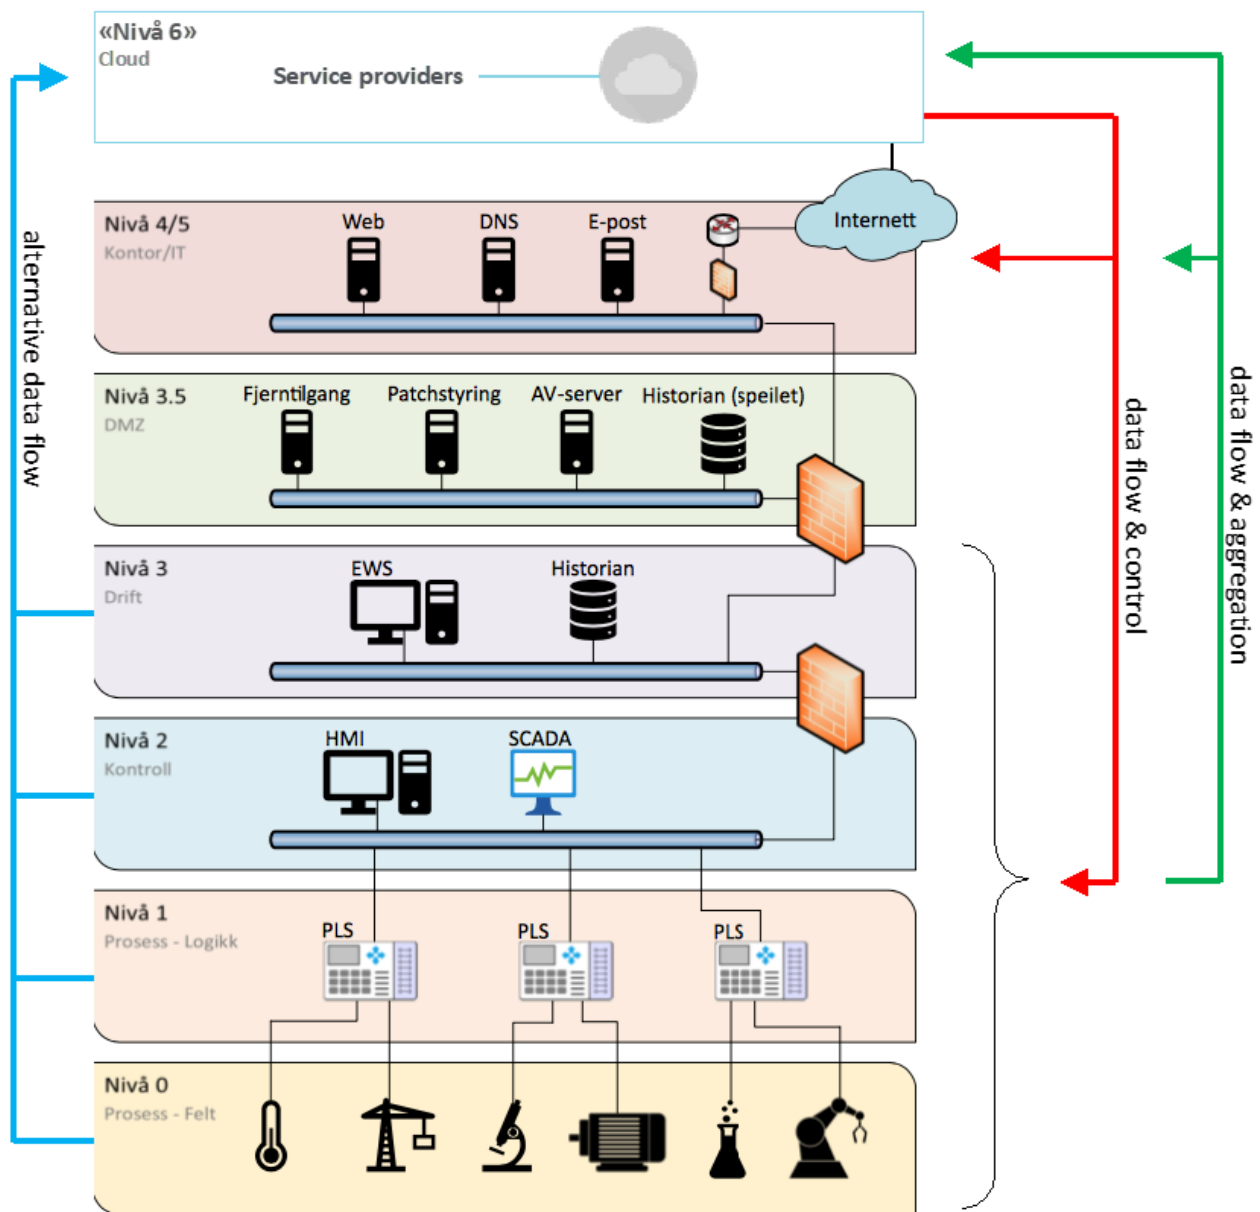 «Nivå 6»
Cloud
Service providers
Nivå 4/5
Kontor/IT
Web
DNS
E-post
Internett
Nivå 3.5
DMZ
Fjerntilgang
Patchstyring
AV-server
Historian (speilet)
Nivå 3
Drift
EWS
Historian
Nivå 2
Kontroll
HMI
SCADA
Nivå 1
Prosess - Logikk
PLS
PLS
PLS
Nivå 0
Prosess - Felt
alternative data flow
data flow & control
data flow & aggregation